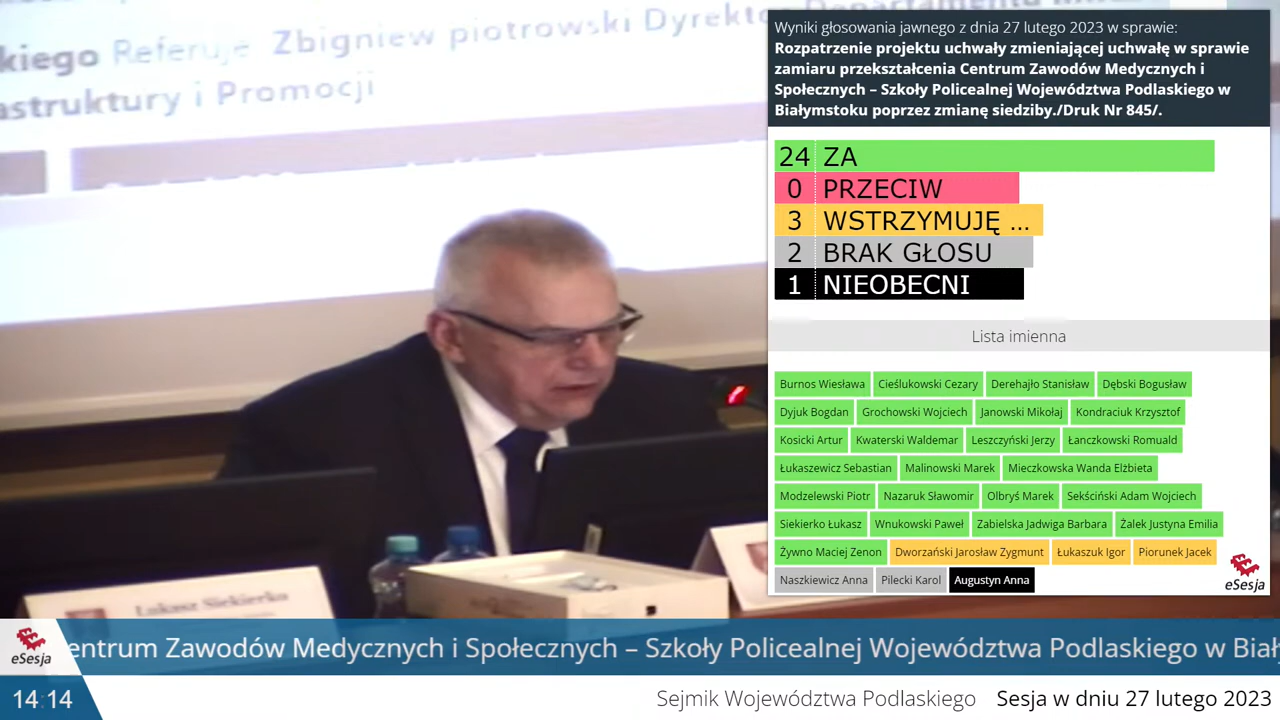 kiego Referuje Zbigniew piotrowski Dyrektor Departamentu
astruktury i Promocji
Wyniki głosowania jawnego z dnia 27 lutego 2023 w sprawie:
Rozpatrzenie projektu uchwały zmieniającej uchwałę w sprawie
zamiaru przekształcenia Centrum Zawodów Medycznych i
Społecznych – Szkoły Policealnej Województwa Podlaskiego w
Białymstoku poprzez zmianę siedziby./Druk Nr 845/.
24 ZA
0 PRZECIW
3 WSTRZYMUJĘ ...
2 BRAK GŁOSU
1 NIEOBECNI
Lista imienna
Burnos Wiesława Cieślukowski Cezary Derehajło Stanisław Dębski Bogusław
Dyjuk Bogdan Grochowski Wojciech Janowski Mikołaj Kondraciuk Krzysztof
Kosicki Artur Kwaterski Waldemar Leszczyński Jerzy Łanczkowski Romuald
Łukaszewicz Sebastian Malinowski Marek Mieczkowska Wanda Elżbieta
Modzelewski Piotr Nazaruk Sławomir Olbryś Marek Sekściński Adam Wojciech
Siekierko Łukasz Wnukowski Paweł Zabielska Jadwiga Barbara Żalek Justyna Emilia
Żywno Maciej Zenon Dworzański Jarosław Zygmunt Łukaszuk Igor Piorunek Jacek
Naszkiewicz Anna Pilecki Karol Augustyn Anna
eSesja
Łukasz Siekierko
eSesja
entrum Zawodów Medycznych i Społecznych – Szkoły Policealnej Województwa Podlaskiego w Biał
14:14
Sejmik Województwa Podlaskiego Sesja w dniu 27 lutego 2023